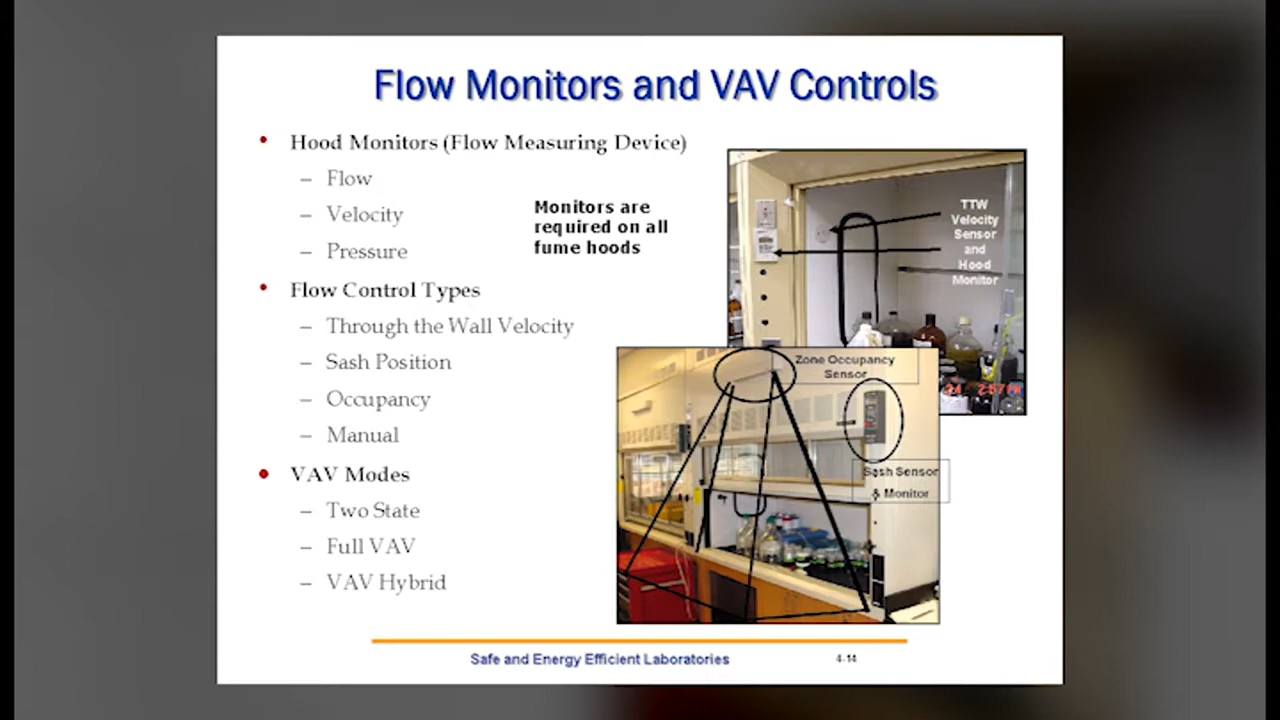 Flow Monitors and VAV Controls
• Hood Monitors (Flow Measuring Device)
– Flow
– Velocity
– Pressure
Monitors are
required on all
fume hoods
• Flow Control Types
– Through the Wall Velocity
– Sash Position
– Occupancy
– Manual
• VAV Modes
– Two State
– Full VAV
– VAV Hybrid
TTW
Velocity
Sensor
and
Hood
Monitor
Zone Occupancy
Sensor
Sash Sensor
& Monitor
Safe and Energy Efficient Laboratories
4-14